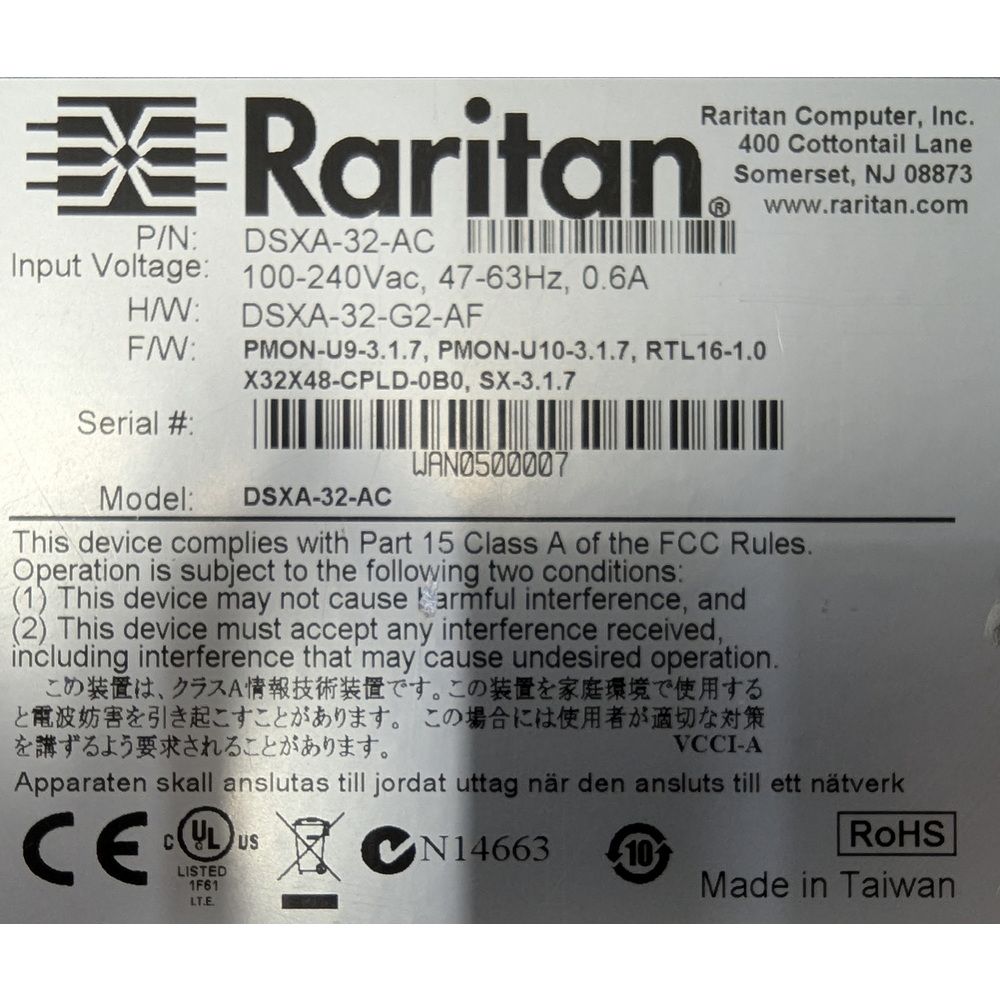 Raritan®
Raritan Computer, Inc.
400 Cottontail Lane
Somerset, NJ 08873
www.raritan.com
P/N: DSXA-32-AC
Input Voltage: 100-240Vac, 47-63Hz, 0.6A
H/W: DSXA-32-G2-AF
F/W: PMON-U9-3.1.7, PMON-U10-3.1.7, RTL16-1.0
X32X48-CPLD-0B0, SX-3.1.7
Serial #:
WAN0500007
Model: DSXA-32-AC
This device complies with Part 15 Class A of the FCC Rules.
Operation is subject to the following two conditions:
(1) This device may not cause harmful interference, and
(2) This device must accept any interference received,
including interference that may cause undesired operation.
この装置は、クラスA情報技術装置です。この装置を家庭環境で使用する
と電波妨害を引き起こすことがあります。 この場合には使用者が適切な対策
を講ずるよう要求されることがあります。 VCCI-A
Apparaten skall anslutas till jordat uttag när den ansluts till ett nätverk
CE
C UL US
LISTED
1F61
I.T.E.
N14663
10
RoHS
Made in Taiwan